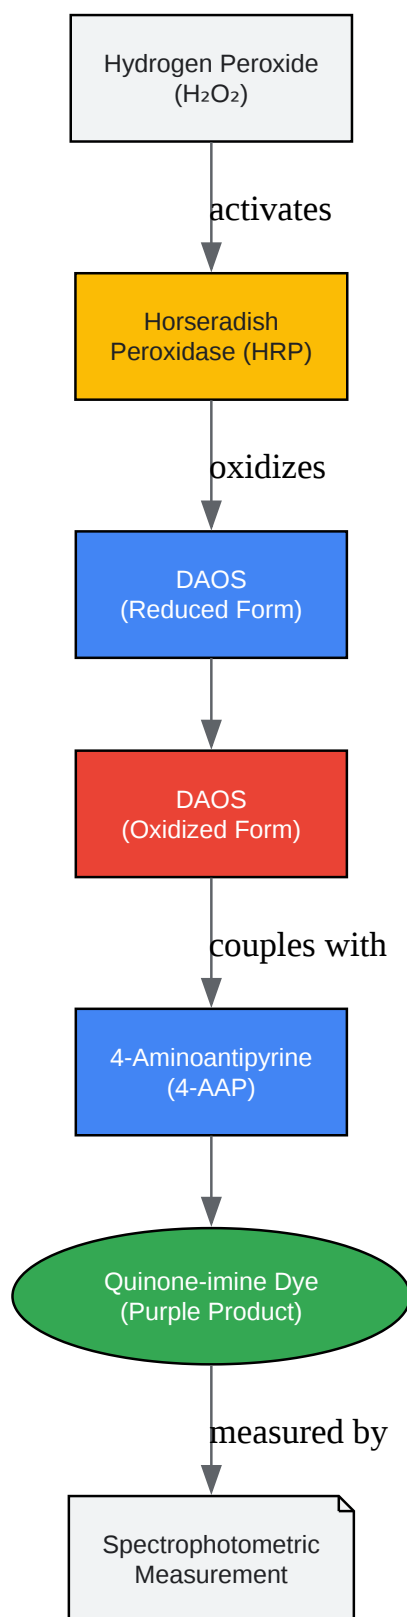 Hydrogen Peroxide
(H₂O₂)
activates
Horseradish
Peroxidase (HRP)
oxidizes
DAOS
(Reduced Form)
DAOS
(Oxidized Form)
couples with
4-Aminoantipyrine
(4-AAP)
Quinone-imine Dye
(Purple Product)
measured by
Spectrophotometric
Measurement